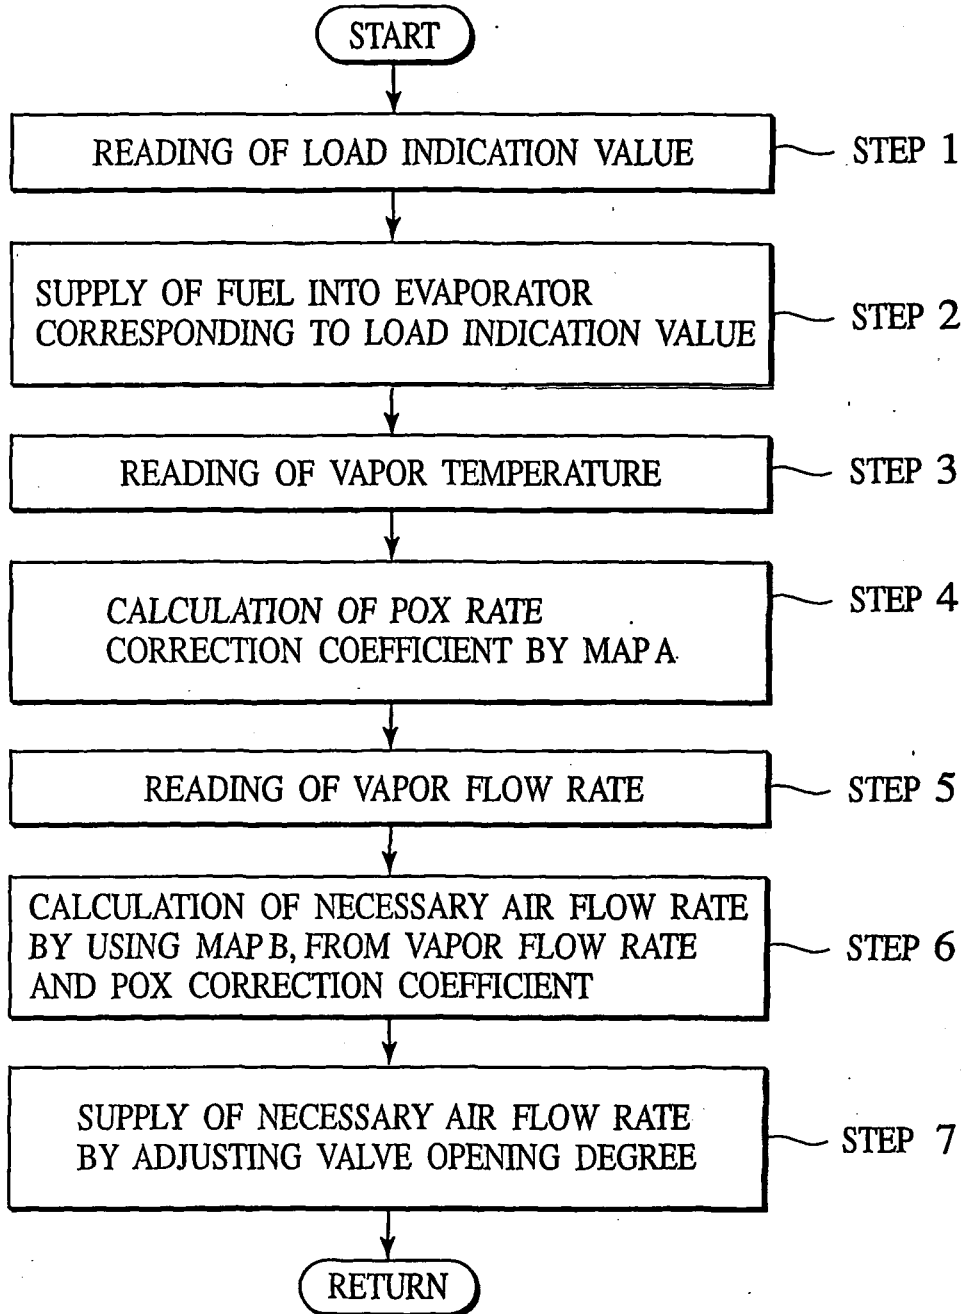 START
READING OF LOAD INDICATION VALUE
STEP 1
SUPPLY OF FUEL INTO EVAPORATOR
CORRESPONDING TO LOAD INDICATION VALUE
STEP 2
READING OF VAPOR TEMPERATURE
STEP 3
CALCULATION OF POX RATE
CORRECTION COEFFICIENT BY MAP A
STEP 4
READING OF VAPOR FLOW RATE
STEP 5
CALCULATION OF NECESSARY AIR FLOW RATE
BY USING MAP B, FROM VAPOR FLOW RATE
AND POX CORRECTION COEFFICIENT
STEP 6
SUPPLY OF NECESSARY AIR FLOW RATE
BY ADJUSTING VALVE OPENING DEGREE
STEP 7
RETURN